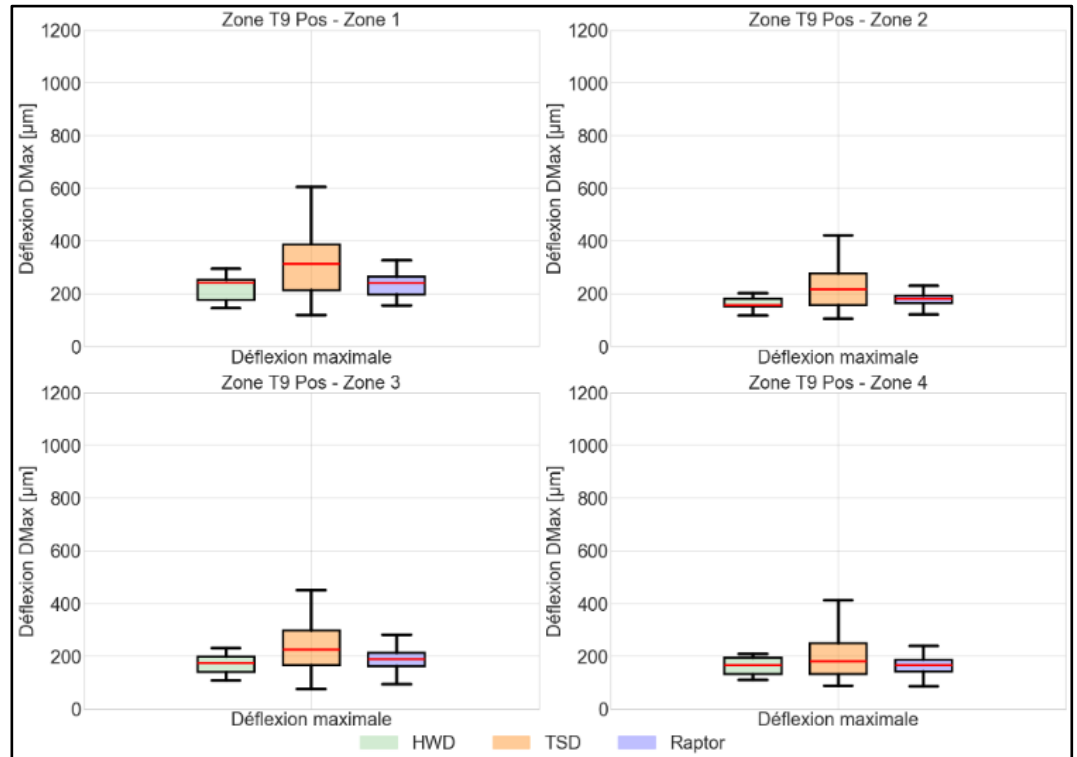 Zone T9 Pos - Zone 1
1200
1000
800
600
400
200
0
Déflexion DMax [µm]
Déflexion maximale
Zone T9 Pos - Zone 2
1200
1000
800
600
400
200
0
Déflexion DMax [µm]
Déflexion maximale
Zone T9 Pos - Zone 3
1200
1000
800
600
400
200
0
Déflexion DMax [µm]
Déflexion maximale
Zone T9 Pos - Zone 4
1200
1000
800
600
400
200
0
Déflexion DMax [µm]
Déflexion maximale
HWD TSD Raptor